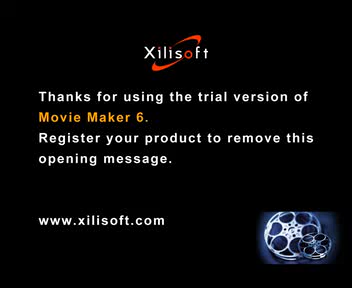 Xilisoft
Thanks for using the trial version of
Movie Maker 6.
Register your product to remove this
opening message.
www.xilisoft.com